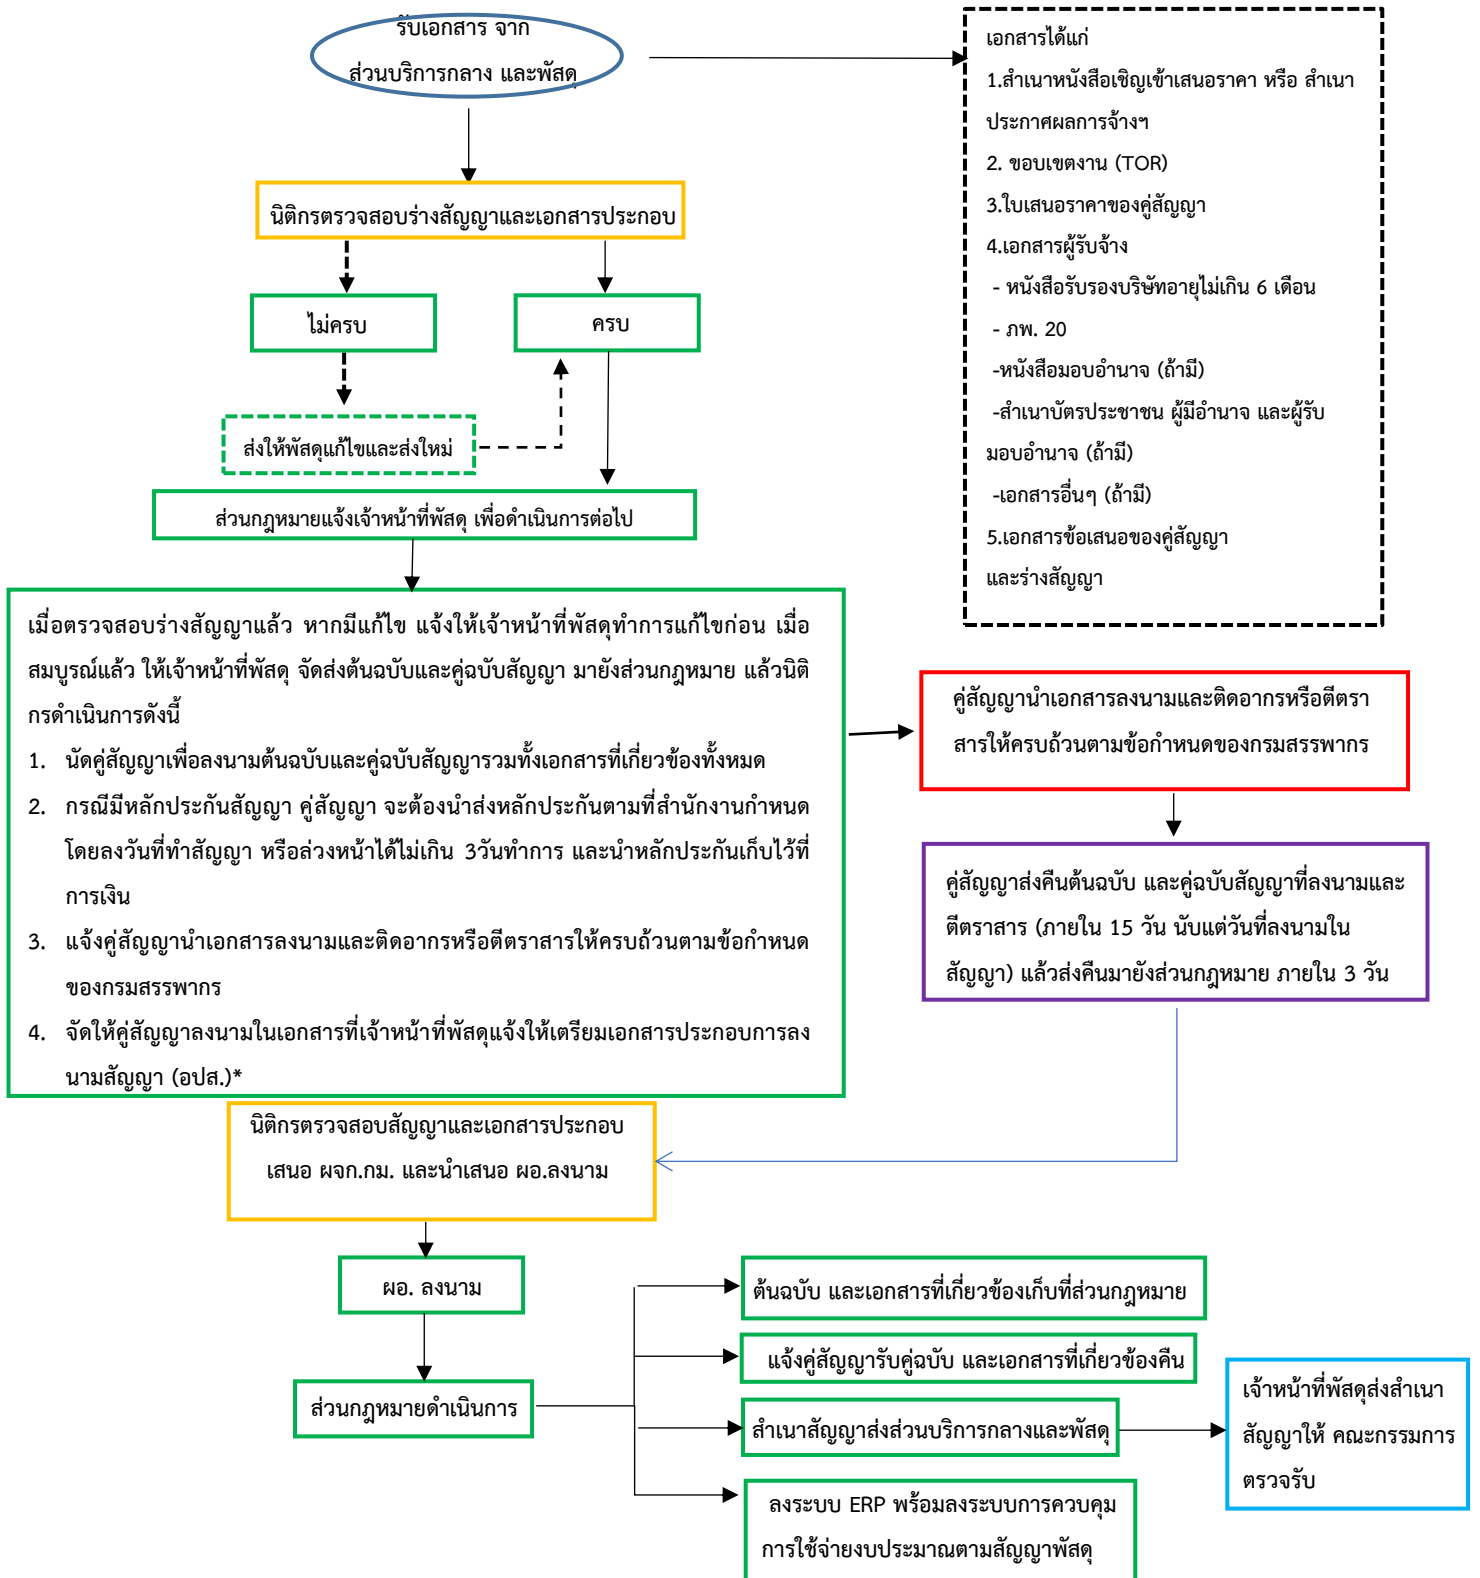 รับเอกสาร จาก
ส่วนบริการกลาง และพัสดุ
เอกสารได้แก่
1.สำเนาหนังสือเชิญเข้าเสนอราคา หรือ สำเนา
ประกาศผลการจ้างฯ
2. ขอบเขตงาน (TOR)
3.ใบเสนอราคาของคู่สัญญา
4.เอกสารผู้รับจ้าง
- หนังสือรับรองบริษัทอายุไม่เกิน 6 เดือน
- ภพ. 20
-หนังสือมอบอำนาจ (ถ้ามี)
-สำเนาบัตรประชาชน ผู้มีอำนาจ และผู้รับ
มอบอำนาจ (ถ้ามี)
-เอกสารอื่นๆ (ถ้ามี)
5.เอกสารข้อเสนอของคู่สัญญา
และร่างสัญญา
นิติกรตรวจสอบร่างสัญญาและเอกสารประกอบ
ไม่ครบ
ครบ
ส่งให้พัสดุแก้ไขและส่งใหม่
ส่วนกฎหมายแจ้งเจ้าหน้าที่พัสดุ เพื่อดำเนินการต่อไป
เมื่อตรวจสอบร่างสัญญาแล้ว หากมีแก้ไข แจ้งให้เจ้าหน้าที่พัสดุทำการแก้ไขก่อน เมื่อ
สมบูรณ์แล้ว ให้เจ้าหน้าที่พัสดุ จัดส่งต้นฉบับและคู่ฉบับสัญญา มายังส่วนกฎหมาย แล้วนิติ
กรดำเนินการดังนี้
1. นัดคู่สัญญาเพื่อลงนามต้นฉบับและคู่ฉบับสัญญารวมทั้งเอกสารที่เกี่ยวข้องทั้งหมด
2. กรณีมีหลักประกันสัญญา คู่สัญญา จะต้องนำส่งหลักประกันตามที่สำนักงานกำหนด
โดยลงวันที่ทำสัญญา หรือล่วงหน้าได้ไม่เกิน 3วันทำการ และนำหลักประกันเก็บไว้ที่
การเงิน
3. แจ้งคู่สัญญานำเอกสารลงนามและติดอากรหรือตีตราสารให้ครบถ้วนตามข้อกำหนด
ของกรมสรรพากร
4. จัดให้คู่สัญญาลงนามในเอกสารที่เจ้าหน้าที่พัสดุแจ้งให้เตรียมเอกสารประกอบการลง
นามสัญญา (อปส.)*
คู่สัญญานำเอกสารลงนามและติดอากรหรือตีตรา
สารให้ครบถ้วนตามข้อกำหนดของกรมสรรพากร
คู่สัญญาส่งคืนต้นฉบับ และคู่ฉบับสัญญาที่ลงนามและ
ตีตราสาร (ภายใน 15 วัน นับแต่วันที่ลงนามใน
สัญญา) แล้วส่งคืนมายังส่วนกฎหมาย ภายใน 3 วัน
นิติกรตรวจสอบสัญญาและเอกสารประกอบ
เสนอ ผจก.กม. และนำเสนอ ผอ.ลงนาม
ผอ. ลงนาม
ส่วนกฎหมายดำเนินการ
ต้นฉบับ และเอกสารที่เกี่ยวข้องเก็บที่ส่วนกฎหมาย
แจ้งคู่สัญญารับคู่ฉบับ และเอกสารที่เกี่ยวข้องคืน
สำเนาสัญญาส่งส่วนบริการกลางและพัสดุ
เจ้าหน้าที่พัสดุส่งสำเนา
สัญญาให้ คณะกรรมการ
ตรวจรับ
ลงระบบ ERP พร้อมลงระบบการควบคุม
การใช้จ่ายงบประมาณตามสัญญาพัสดุ